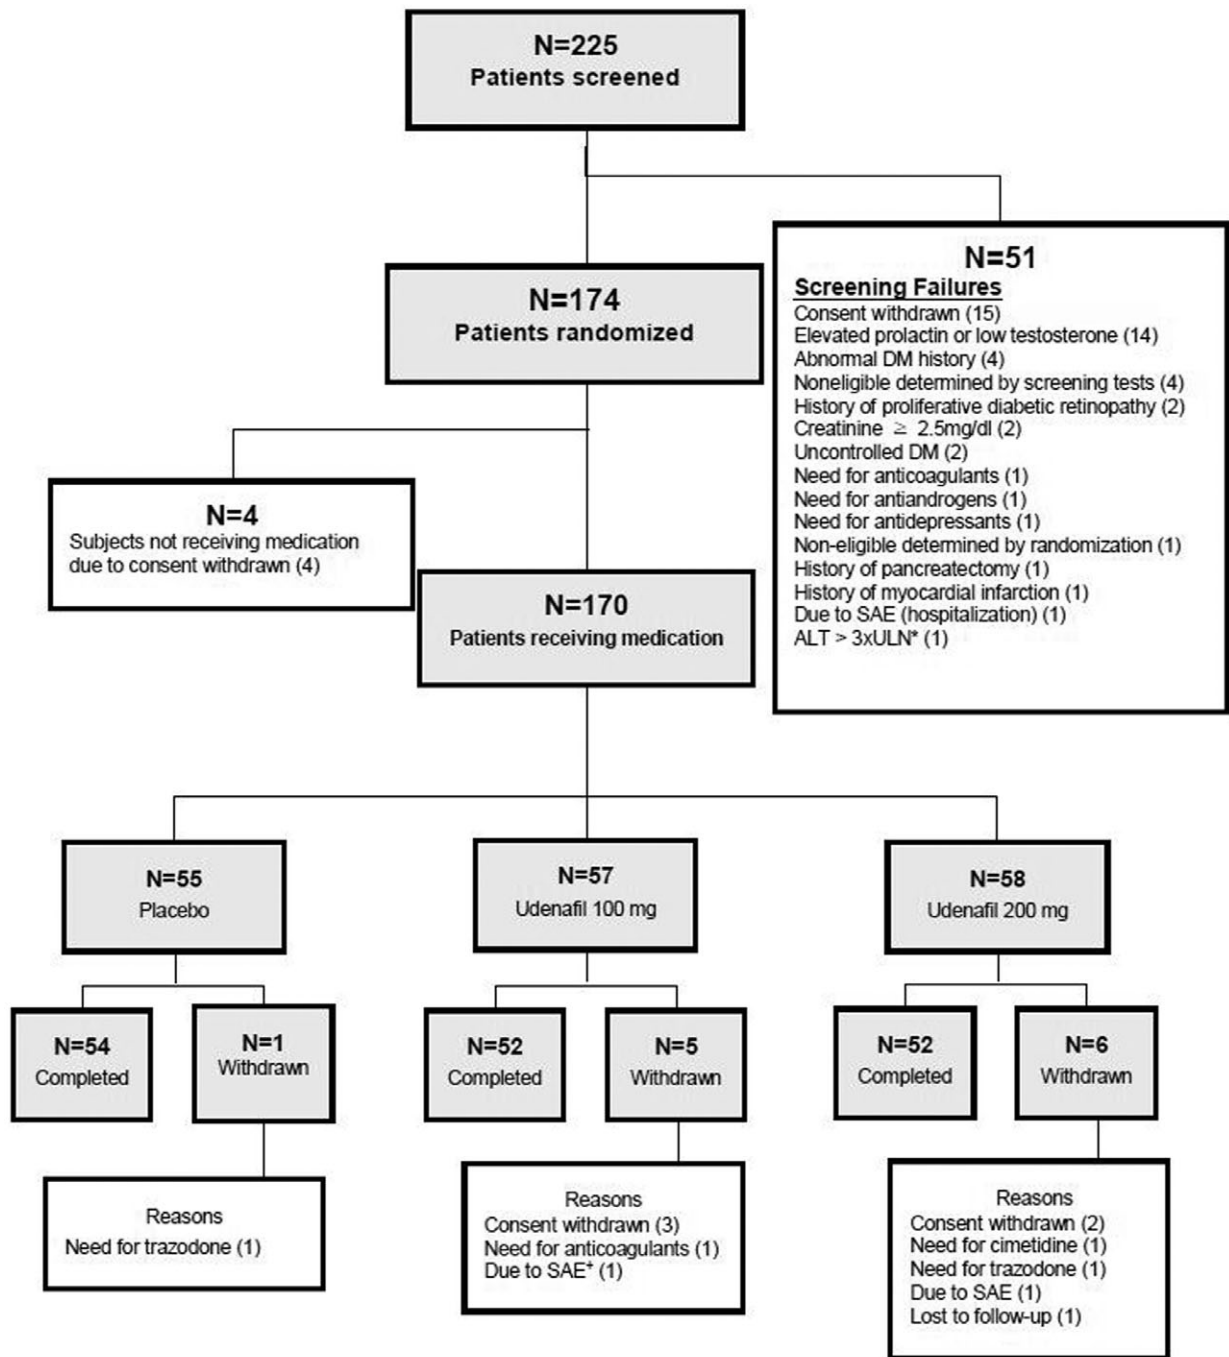 N=225
Patients screened
N=51
Screening Failures
Consent withdrawn (15)
Elevated prolactin or low testosterone (14)
Abnormal DM history (4)
Noneligible determined by screening tests (4)
History of proliferative diabetic retinopathy (2)
Creatinine ≥ 2.5mg/dl (2)
Uncontrolled DM (2)
Need for anticoagulants (1)
Need for antiandrogens (1)
Need for antidepressants (1)
Non-eligible determined by randomization (1)
History of pancreatectomy (1)
History of myocardial infarction (1)
Due to SAE (hospitalization) (1)
ALT > 3xULN* (1)
N=174
Patients randomized
N=4
Subjects not receiving medication
due to consent withdrawn (4)
N=170
Patients receiving medication
N=55
Placebo
N=57
Udenafil 100 mg
N=58
Udenafil 200 mg
N=54
Completed
N=1
Withdrawn
N=52
Completed
N=5
Withdrawn
N=52
Completed
N=6
Withdrawn
Reasons
Need for trazodone (1)
Reasons
Consent withdrawn (3)
Need for anticoagulants (1)
Due to SAE⁺ (1)
Reasons
Consent withdrawn (2)
Need for cimetidine (1)
Need for trazodone (1)
Due to SAE (1)
Lost to follow-up (1)